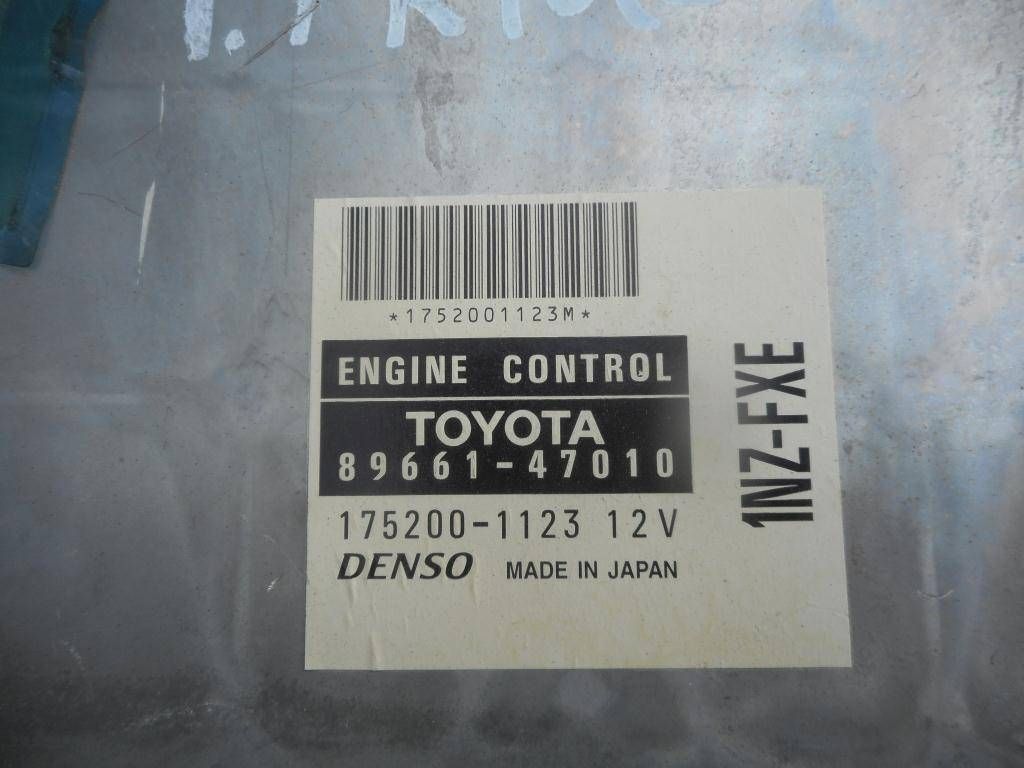 *1752001123M*
ENGINE CONTROL
TOYOTA
89661-47010
175200-1123 12V
DENSO MADE IN JAPAN
1NZ-FXE